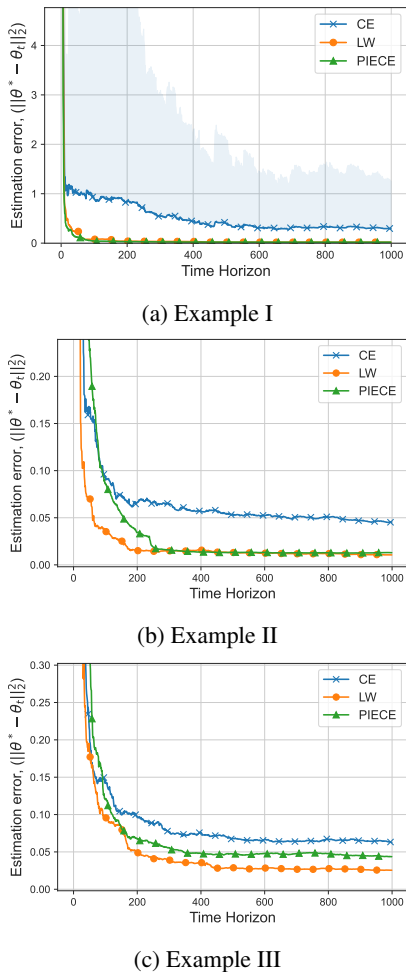 Estimation error, (||θ* − θₜ||₂²)
4
3
2
1
0
CE
LW
PIECE
0 200 400 600 800 1000
Time Horizon
(a) Example I
Estimation error, (||θ* − θₜ||₂²)
0.20
0.15
0.10
0.05
0.00
CE
LW
PIECE
0 200 400 600 800 1000
Time Horizon
(b) Example II
Estimation error, (||θ* − θₜ||₂²)
0.30
0.25
0.20
0.15
0.10
0.05
0.00
CE
LW
PIECE
0 200 400 600 800 1000
Time Horizon
(c) Example III